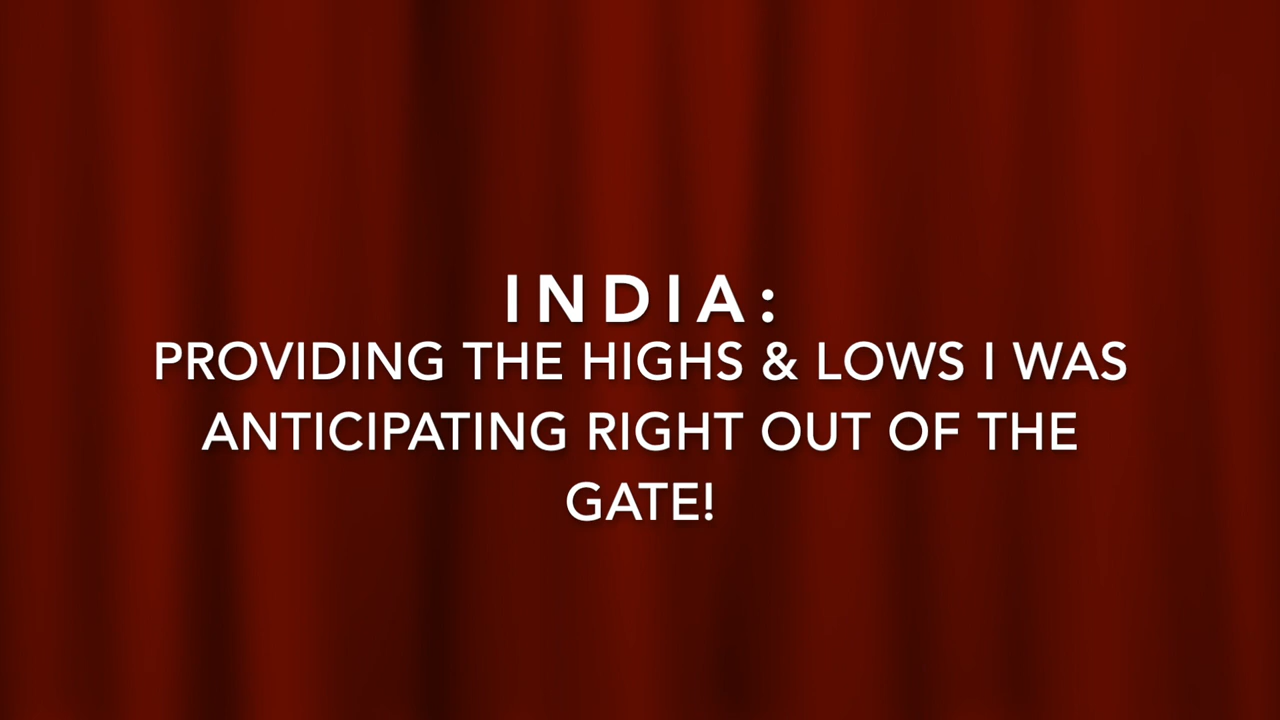 INDIA:
PROVIDING THE HIGHS & LOWS I WAS
ANTICIPATING RIGHT OUT OF THE
GATE!